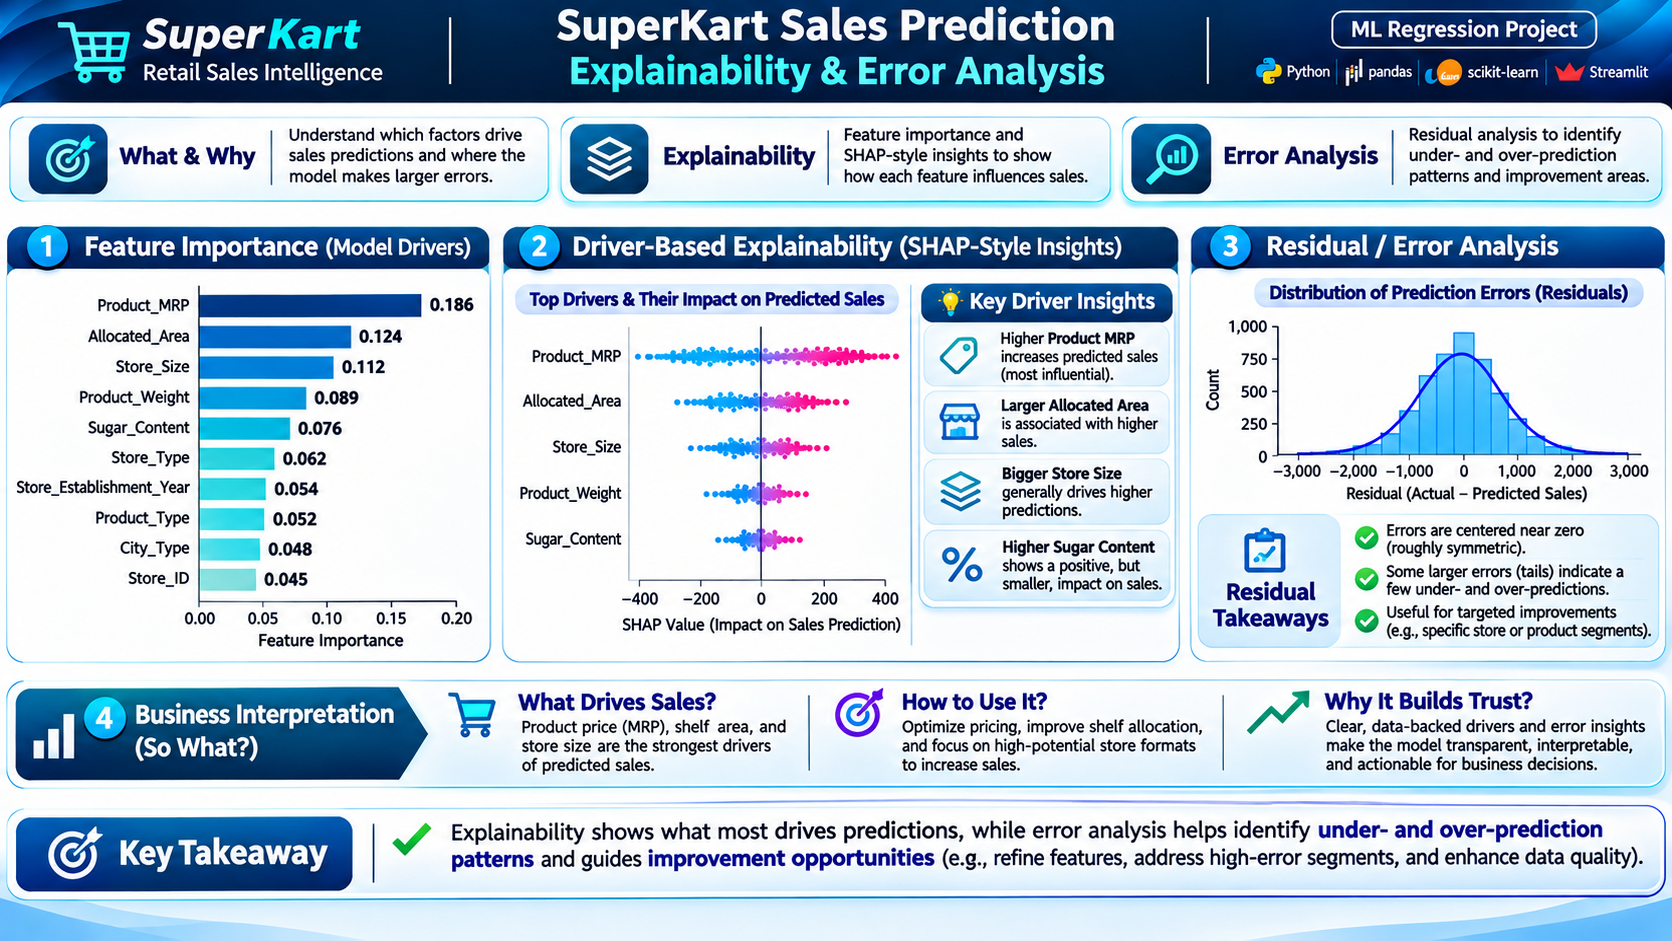 SuperKart
Retail Sales Intelligence
SuperKart Sales Prediction
Explainability & Error Analysis
ML Regression Project
Python
pandas
scikit-learn
Streamlit
What & Why
Understand which factors drive
sales predictions and where the
model makes larger errors.
Explainability
Feature importance and
SHAP-style insights to show
how each feature influences sales.
Error Analysis
Residual analysis to identify
under- and over-prediction
patterns and improvement areas.
1 Feature Importance (Model Drivers)
Product_MRP 0.186
Allocated_Area 0.124
Store_Size 0.112
Product_Weight 0.089
Sugar_Content 0.076
Store_Type 0.062
Store_Establishment_Year 0.054
Product_Type 0.052
City_Type 0.048
Store_ID 0.045
0.00 0.05 0.10 0.15 0.20
Feature Importance
2 Driver-Based Explainability (SHAP-Style Insights)
Top Drivers & Their Impact on Predicted Sales
Product_MRP
Allocated_Area
Store_Size
Product_Weight
Sugar_Content
−400 −200 0 200 400
SHAP Value (Impact on Sales Prediction)
Key Driver Insights
Higher Product MRP
increases predicted sales
(most influential).
Larger Allocated Area
is associated with higher
sales.
Bigger Store Size
generally drives higher
predictions.
%
Higher Sugar Content
shows a positive, but
smaller, impact on sales.
3 Residual / Error Analysis
Distribution of Prediction Errors (Residuals)
Count
1,000
750
500
250
0
−3,000 −2,000 −1,000 0 1,000 2,000 3,000
Residual (Actual – Predicted Sales)
Residual
Takeaways
Errors are centered near zero
(roughly symmetric).
Some larger errors (tails) indicate a
few under- and over-predictions.
Useful for targeted improvements
(e.g., specific store or product segments).
4 Business Interpretation
(So What?)
What Drives Sales?
Product price (MRP), shelf area, and
store size are the strongest drivers
of predicted sales.
How to Use It?
Optimize pricing, improve shelf allocation,
and focus on high-potential store formats
to increase sales.
Why It Builds Trust?
Clear, data-backed drivers and error insights
make the model transparent, interpretable,
and actionable for business decisions.
Key Takeaway
Explainability shows what most drives predictions, while error analysis helps identify under- and over-prediction
patterns and guides improvement opportunities (e.g., refine features, address high-error segments, and enhance data quality).